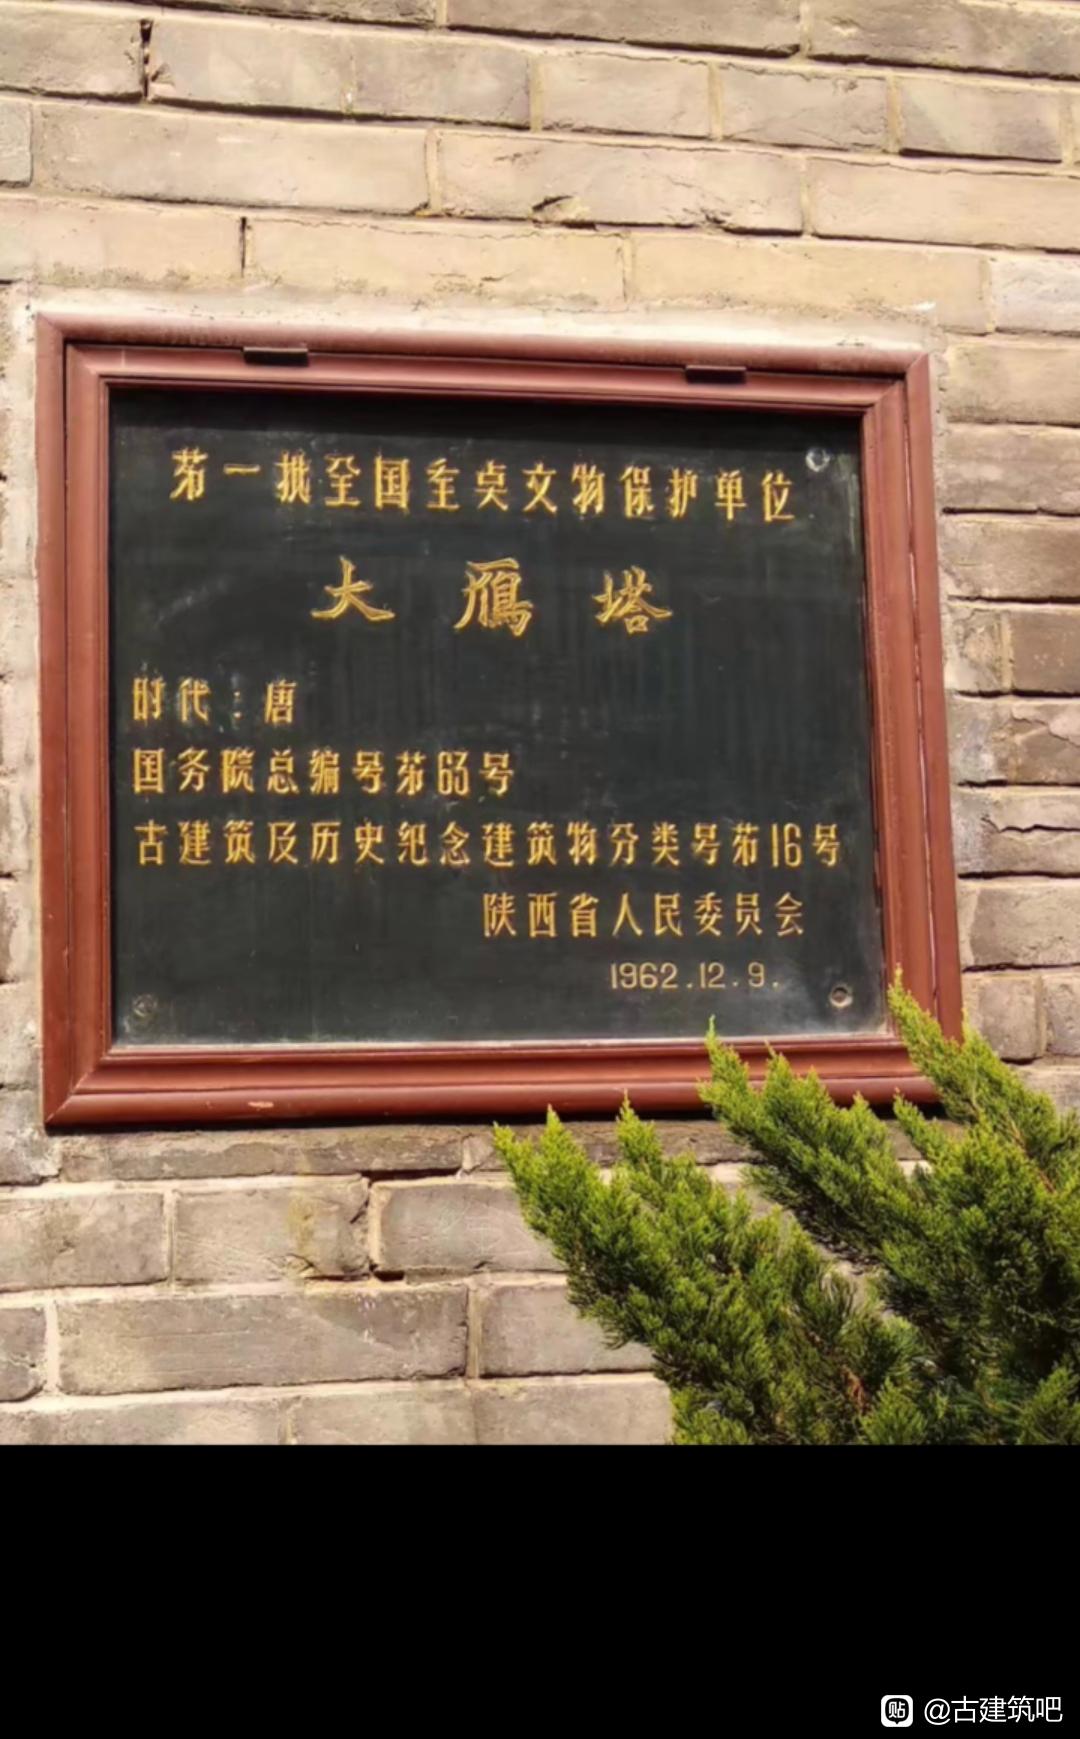 第一批全国重点文物保护单位
大雁塔
时代：唐
国务院总编号第63号
古建筑及历史纪念建筑物分类号第16号
陕西省人民委员会
1962.12.9.
贴 @古建筑吧